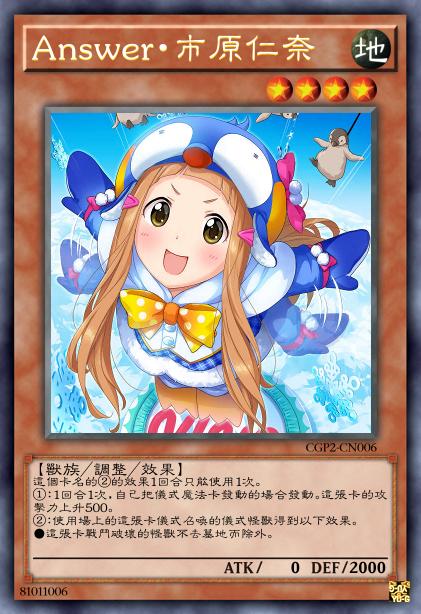 Answer・市原仁奈
地
CGP2-CN006
【獸族／調整／效果】
這個卡名的②的效果1回合只能使用1次。
①：1回合1次，自己把儀式魔法卡發動的場合發動。這張卡的攻
擊力上升500。
②：使用場上的這張卡儀式召喚的儀式怪獸得到以下效果。
●這張卡戰鬥破壞的怪獸不去墓地而除外。
ATK/ 0 DEF/2000
81011006